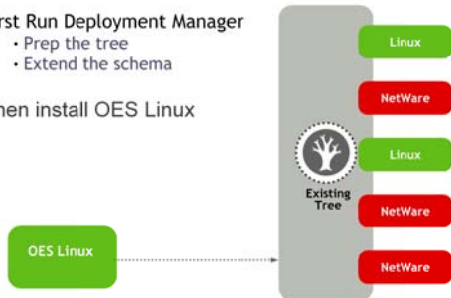 rst Run Deployment Manager
• Prep the tree
• Extend the schema
hen install OES Linux
Linux
NetWare
Linux
Existing
Tree
NetWare
OES Linux
NetWare